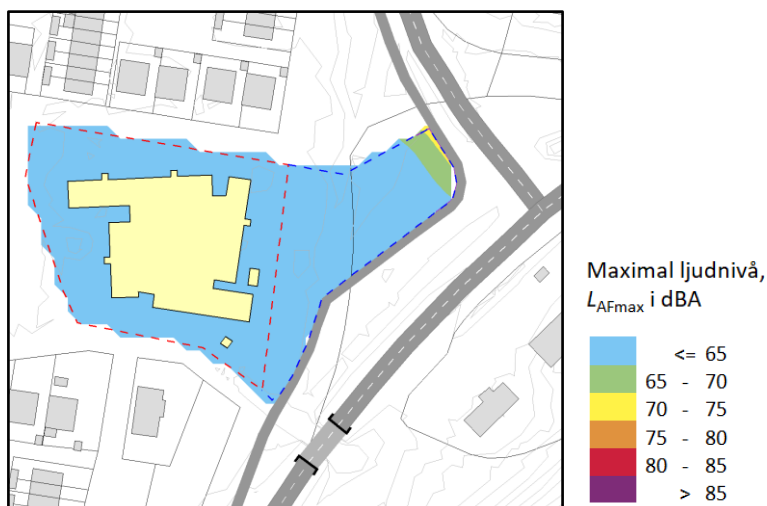 Maximal ljudnivå,
LAFmax i dBA
<= 65
65 - 70
70 - 75
75 - 80
80 - 85
> 85